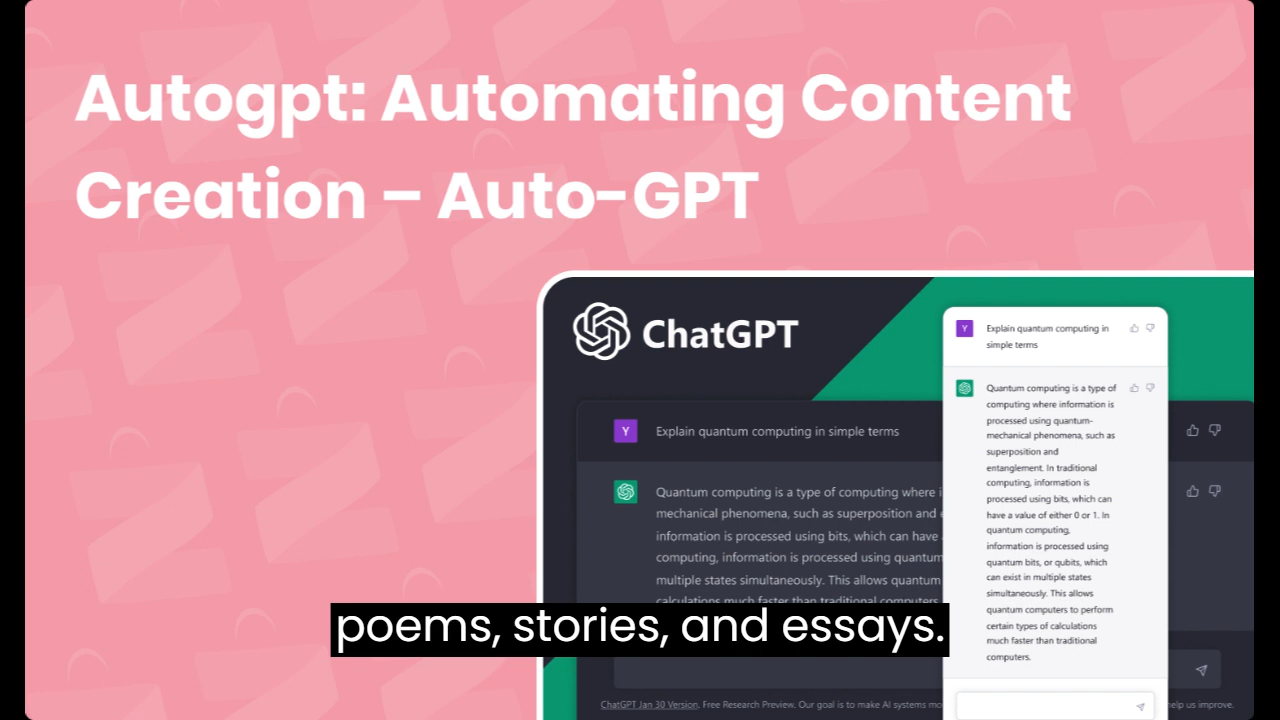 Autogpt: Automating Content
Creation – Auto-GPT
ChatGPT
Y
Explain quantum computing in simple terms
Quantum computing is a type of computing where i
mechanical phenomena, such as superposition and e
information is processed using bits, which can have
computing, information is processed using quantum
multiple states simultaneously. This allows quantum
calculations much faster than traditional computers
ChatGPT Jan 30 Version. Free Research Preview. Our goal is to make AI systems mo
help us improve.
Y
Explain quantum computing in
simple terms
Quantum computing is a type of
computing where information is
processed using quantum-
mechanical phenomena, such as
superposition and
entanglement. In traditional
computing, information is
processed using bits, which can
have a value of either 0 or 1. In
quantum computing,
information is processed using
quantum bits, or qubits, which
can exist in multiple states
simultaneously. This allows
quantum computers to perform
certain types of calculations
much faster than traditional
computers.
poems, stories, and essays.